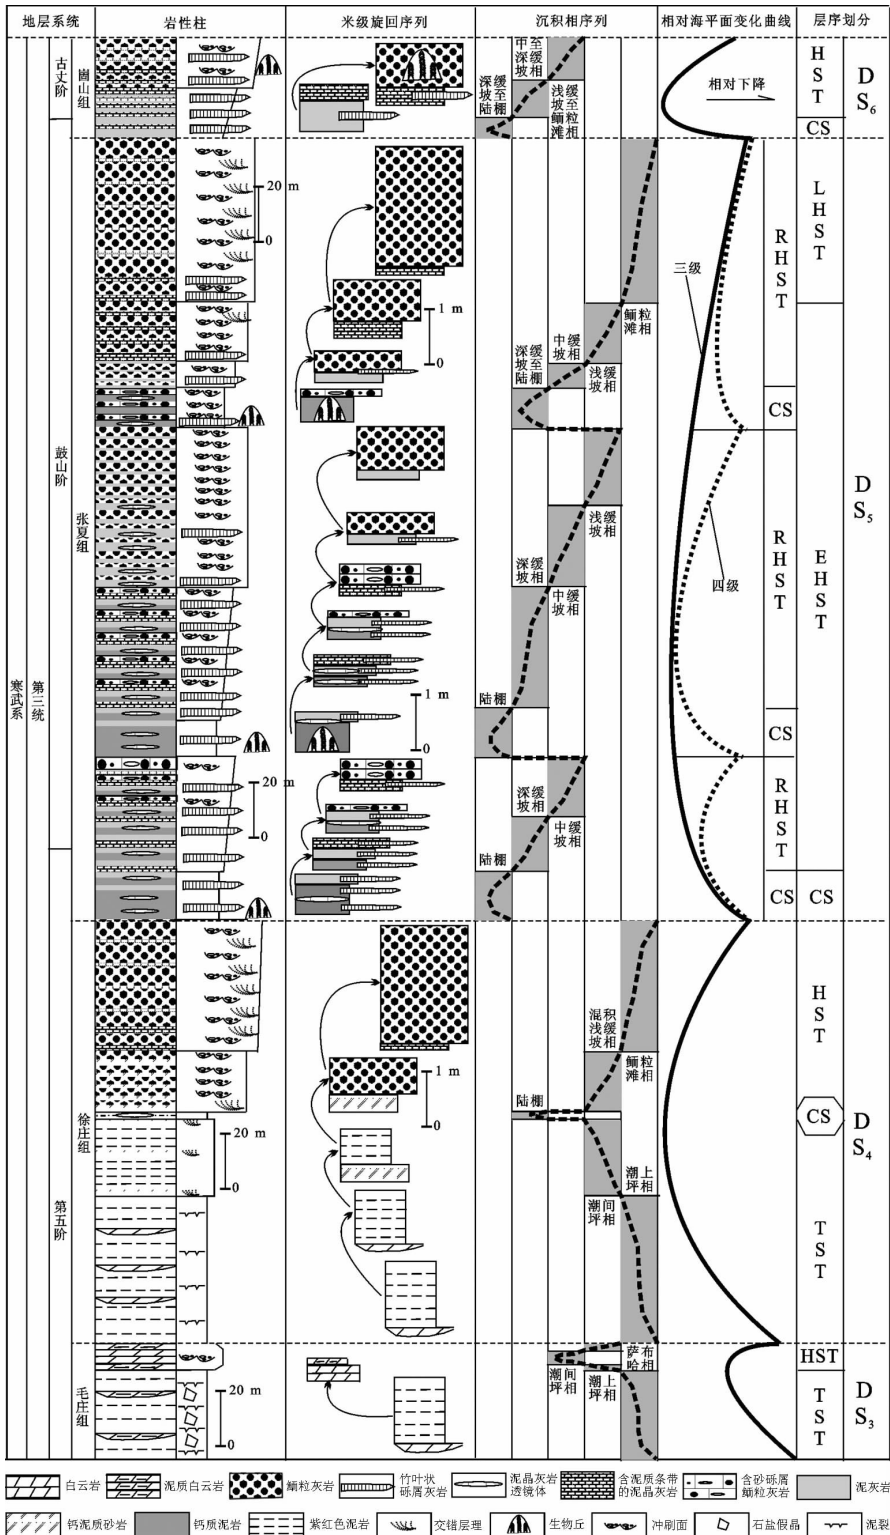 地层系统 岩性柱 米级旋回序列 沉积相序列 相对海平面变化曲线 层序划分
寒武系
第三统
古丈阶
鼓山阶
第五阶
崮山组
张夏组
徐庄组
毛庄组
20 m
0
20 m
0
20 m
0
20 m
0
1 m
0
1 m
0
1 m
0
深缓坡至陆棚
中至深缓坡相
浅缓坡至鲕粒滩相
深缓坡至陆棚
中缓坡相
浅缓坡相
鲕粒滩相
深缓坡相
浅缓坡相
中缓坡相
陆棚
深缓坡相
中缓坡相
陆棚
混积浅缓坡相
鲕粒滩相
陆棚
潮上坪相
潮间坪相
萨布哈相
潮间坪相
潮上坪相
相对下降
三级
四级
RHST
CS
RHST
CS
RHST
CS
HST
CS
LHST
EHST
CS
HST
CS
TST
HST
TST
DS₆
DS₅
DS₄
DS₃
白云岩 泥质白云岩 鲕粒灰岩 竹叶状砾屑灰岩 泥晶灰岩透镜体 含泥质条带的泥晶灰岩 含砂砾屑鲕粒灰岩 泥灰岩
钙泥质砂岩 钙质泥岩 紫红色泥岩 交错层理 生物丘 冲刷面 石盐假晶 泥裂